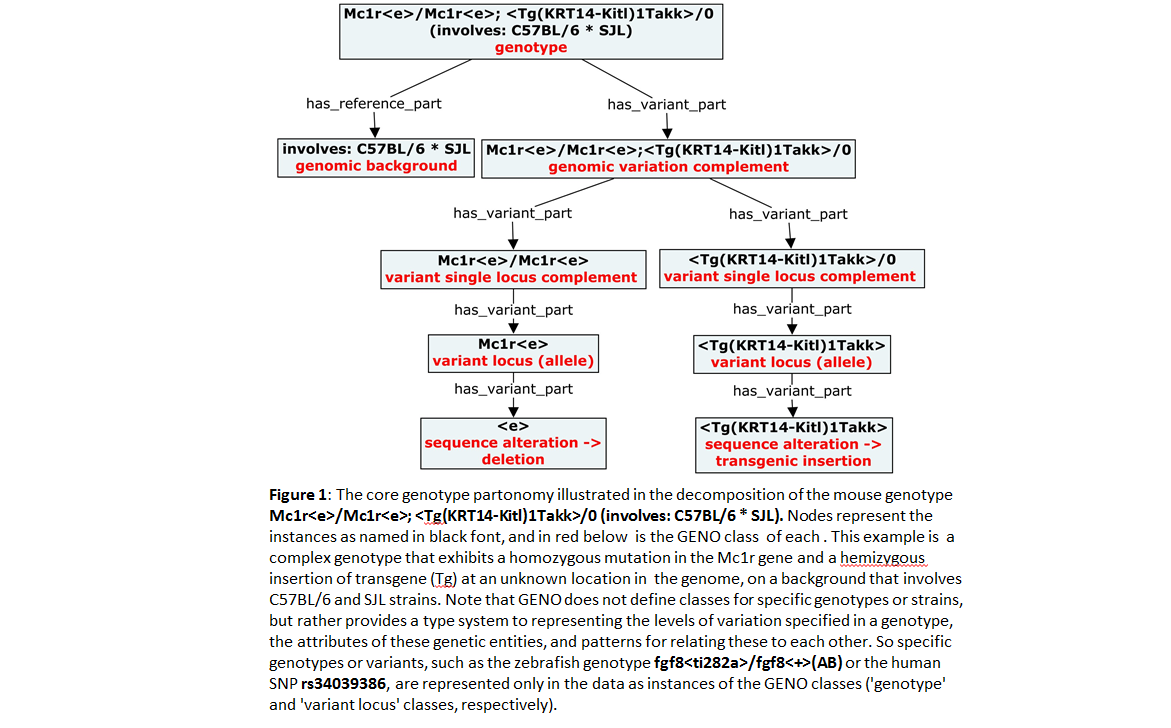 Mc1r<e>/Mc1r<e>; <Tg(KRT14-Kitl)1Takk>/0
(involves: C57BL/6 * SJL)
genotype
has_reference_part
has_variant_part
involves: C57BL/6 * SJL
genomic background
Mc1r<e>/Mc1r<e>;<Tg(KRT14-Kitl)1Takk>/0
genomic variation complement
has_variant_part
has_variant_part
Mc1r<e>/Mc1r<e>
variant single locus complement
<Tg(KRT14-Kitl)1Takk>/0
variant single locus complement
has_variant_part
has_variant_part
Mc1r<e>
variant locus (allele)
<Tg(KRT14-Kitl)1Takk>
variant locus (allele)
has_variant_part
has_variant_part
<e>
sequence alteration ->
deletion
<Tg(KRT14-Kitl)1Takk>
sequence alteration ->
transgenic insertion
Figure 1: The core genotype partonomy illustrated in the decomposition of the mouse genotype
Mc1r<e>/Mc1r<e>; <Tg(KRT14-Kitl)1Takk>/0 (involves: C57BL/6 * SJL). Nodes represent the
instances as named in black font, and in red below is the GENO class of each . This example is a
complex genotype that exhibits a homozygous mutation in the Mc1r gene and a hemizygous
insertion of transgene (Tg) at an unknown location in the genome, on a background that involves
C57BL/6 and SJL strains. Note that GENO does not define classes for specific genotypes or strains,
but rather provides a type system to representing the levels of variation specified in a genotype,
the attributes of these genetic entities, and patterns for relating these to each other. So specific
genotypes or variants, such as the zebrafish genotype fgf8<ti282a>/fgf8<+>(AB) or the human
SNP rs34039386, are represented only in the data as instances of the GENO classes ('genotype'
and 'variant locus' classes, respectively).